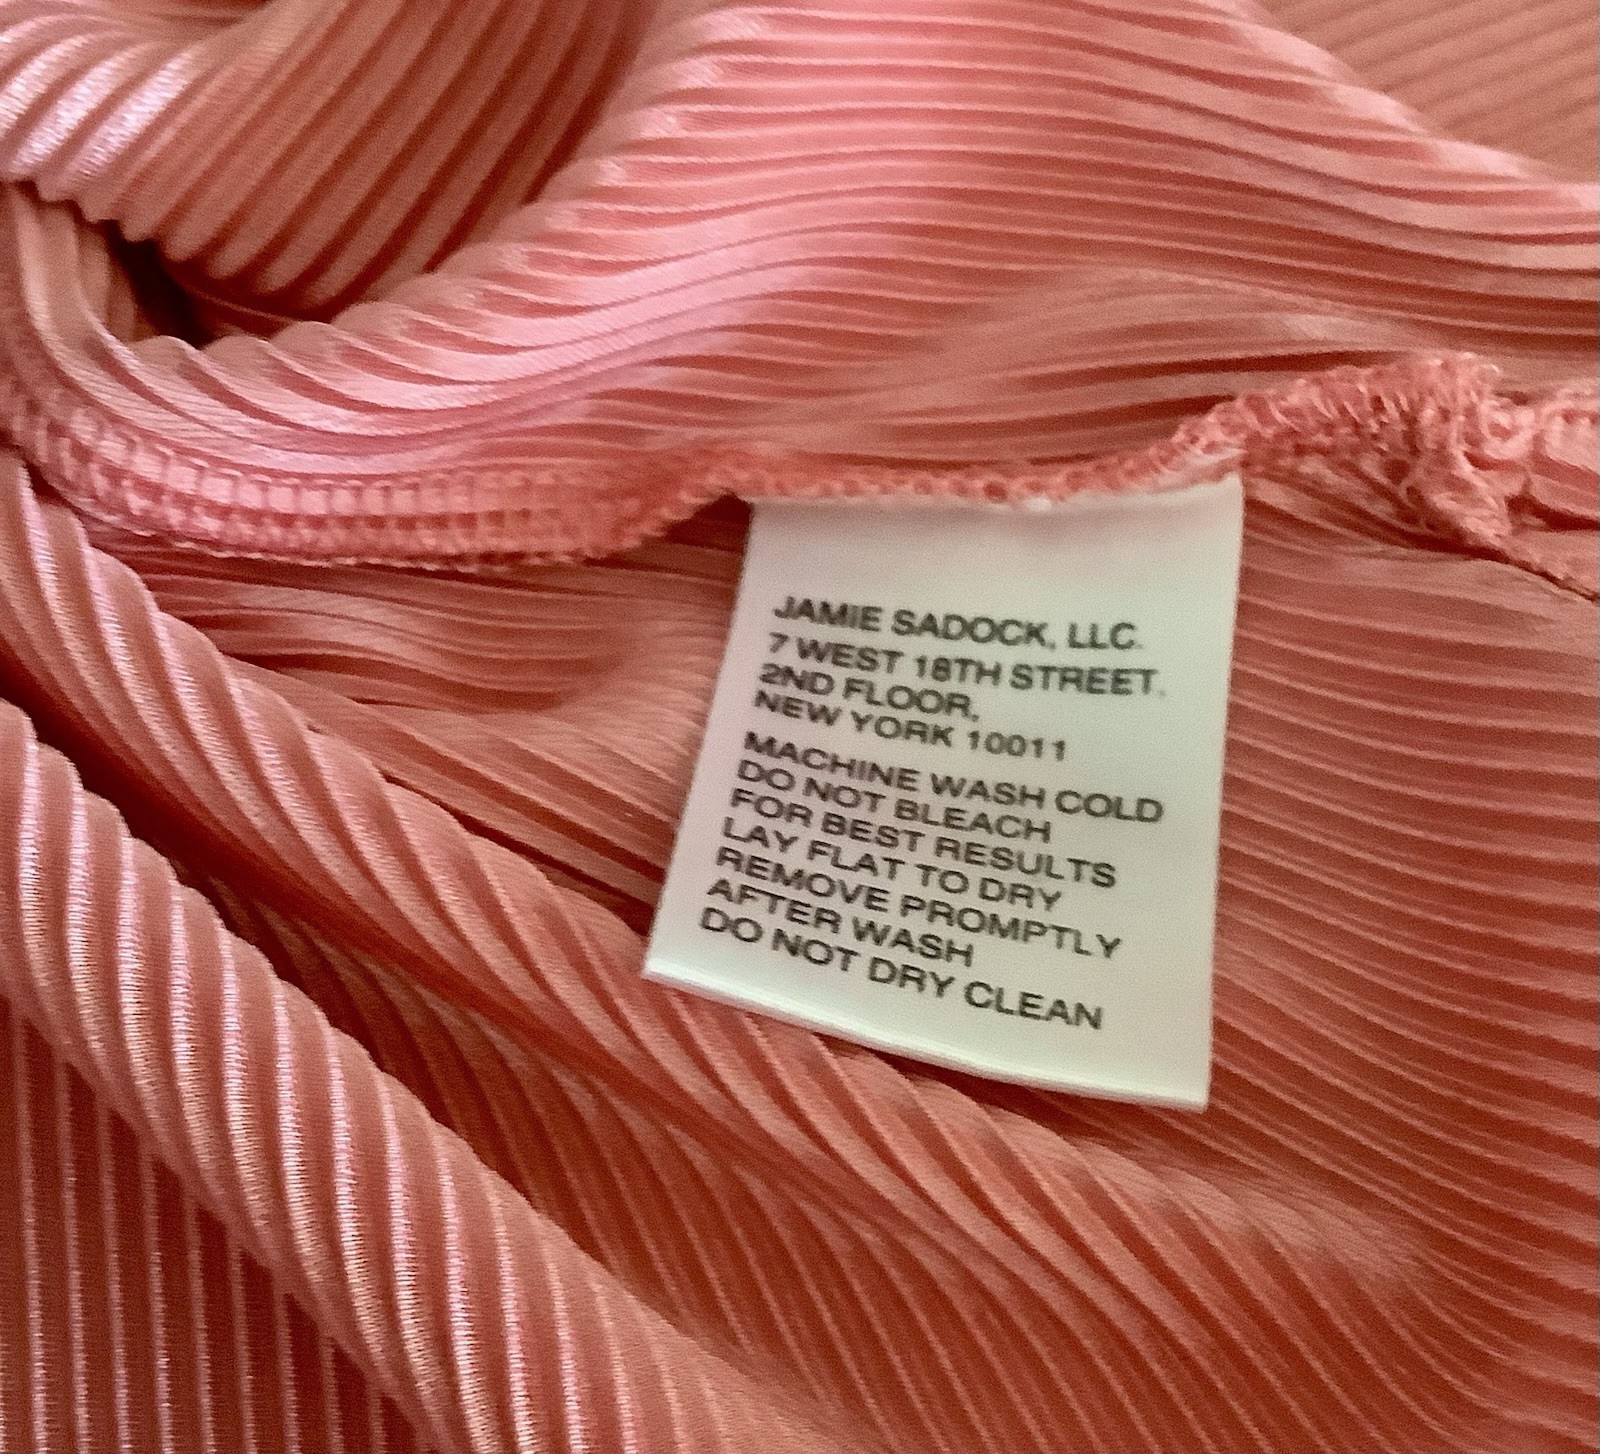 JAMIE SADOCK, LLC.
7 WEST 18TH STREET,
2ND FLOOR,
NEW YORK 10011
MACHINE WASH COLD
DO NOT BLEACH
FOR BEST RESULTS
LAY FLAT TO DRY
REMOVE PROMPTLY
AFTER WASH
DO NOT DRY CLEAN